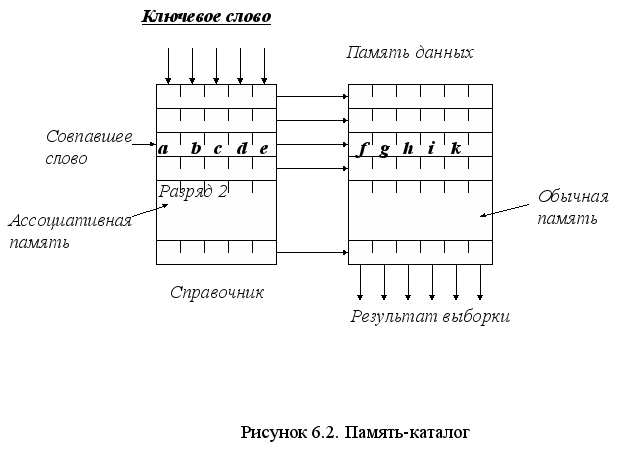 Ключевое слово
Память данных
Совпавшее
слово
a b c d e
f g h i k
Разряд 2
Ассоциативная
память
Обычная
память
Справочник
Результат выборки
Рисунок 6.2. Память-каталог